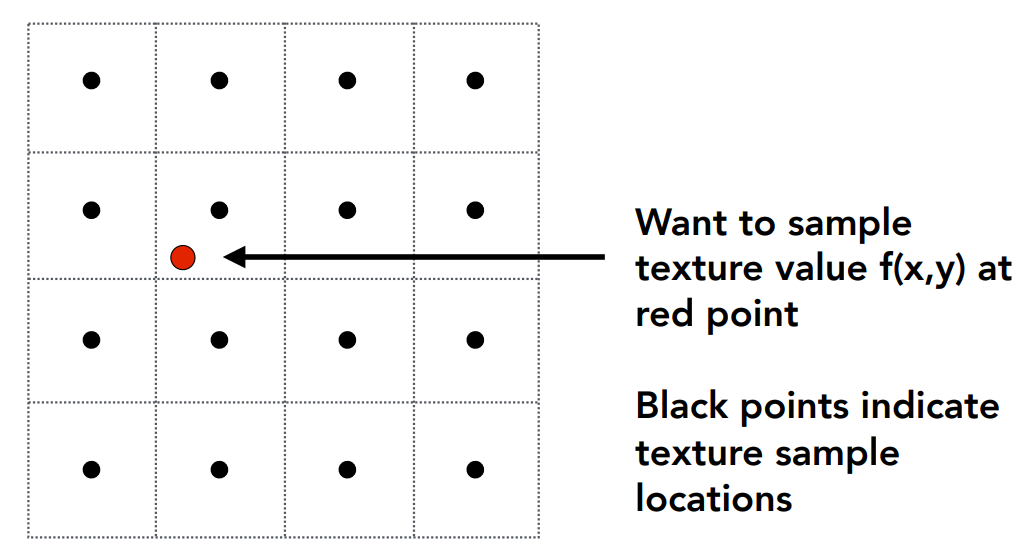 Want to sample
texture value f(x,y) at
red point
Black points indicate
texture sample
locations